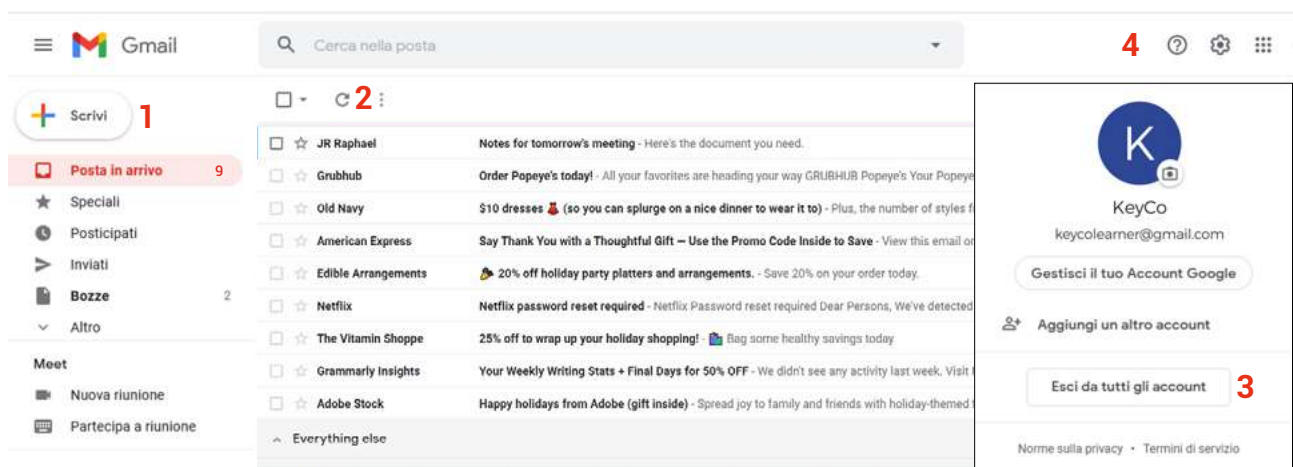 Gmail
Cerca nella posta
4
Scrivi 1
2
Posta in arrivo 9
Speciali
Posticipati
Inviati
Bozze 2
Altro
Meet
Nuova riunione
Partecipa a riunione
JR Raphael Notes for tomorrow's meeting - Here's the document you need.
Grubhub Order Popeye's today! - All your favorites are heading your way GRUBHUB Popeye's Your Popeye
Old Navy $10 dresses 💃 (so you can splurge on a nice dinner to wear it to) - Plus, the number of styles f
American Express Say Thank You with a Thoughtful Gift – Use the Promo Code Inside to Save - View this email or
Edible Arrangements 🎉 20% off holiday party platters and arrangements. - Save 20% on your order today.
Netflix Netflix password reset required - Netflix Password reset required Dear Persons, We've detected
The Vitamin Shoppe 25% off to wrap up your holiday shopping! - 🛍 Bag some healthy savings today
Grammarly Insights Your Weekly Writing Stats + Final Days for 50% OFF - We didn't see any activity last week. Visit
Adobe Stock Happy holidays from Adobe (gift inside) - Spread joy to family and friends with holiday-themed
Everything else
K
KeyCo
keycolearner@gmail.com
Gestisci il tuo Account Google
Aggiungi un altro account
Esci da tutti gli account 3
Norme sulla privacy • Termini di servizio